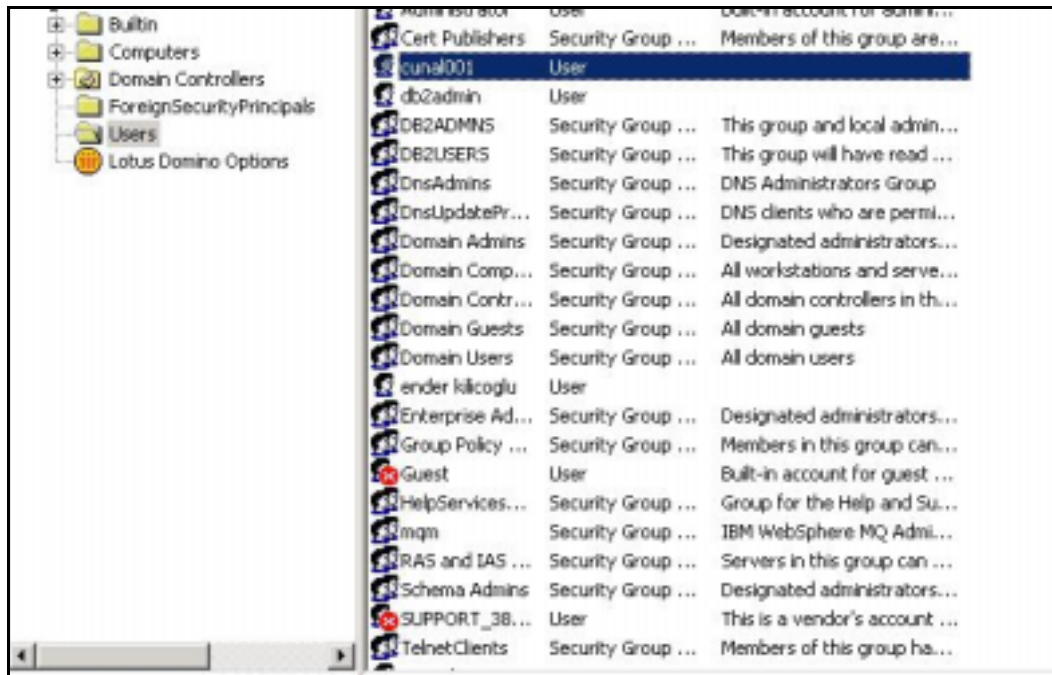 Builtin
Computers
Domain Controllers
ForeignSecurityPrincipals
Users
Lotus Domino Options
Administrator User Built-in account for admini...
Cert Publishers Security Group ... Members of this group are...
cunal001 User
db2admin User
DB2ADMNS Security Group ... This group and local admin...
DB2USERS Security Group ... This group will have read ...
DnsAdmins Security Group ... DNS Administrators Group
DnsUpdatePr... Security Group ... DNS clients who are permi...
Domain Admins Security Group ... Designated administrators...
Domain Comp... Security Group ... All workstations and serve...
Domain Contr... Security Group ... All domain controllers in th...
Domain Guests Security Group ... All domain guests
Domain Users Security Group ... All domain users
ender kilicoglu User
Enterprise Ad... Security Group ... Designated administrators...
Group Policy ... Security Group ... Members in this group can...
Guest User Built-in account for guest ...
HelpServices... Security Group ... Group for the Help and Su...
mqm Security Group ... IBM WebSphere MQ Admi...
RAS and IAS ... Security Group ... Servers in this group can ...
Schema Admins Security Group ... Designated administrators...
SUPPORT_38... User This is a vendor's account ...
TelnetClients Security Group ... Members of this group ha...